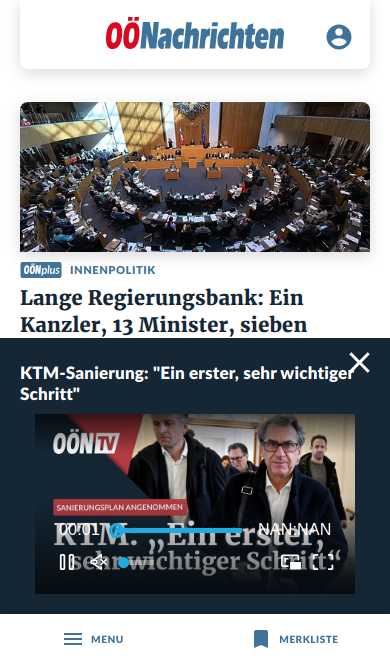 OÖNachrichten
OÖNplus INNENPOLITIK
Lange Regierungsbank: Ein
Kanzler, 13 Minister, sieben
KTM-Sanierung: "Ein erster, sehr wichtiger
Schritt"
OÖN TV
SANIERUNGSPLAN ANGENOMMEN
00:01
NAN:NAN
KTM: „Ein erster,
sehr wichtiger Schritt“
MENU
MERKLISTE